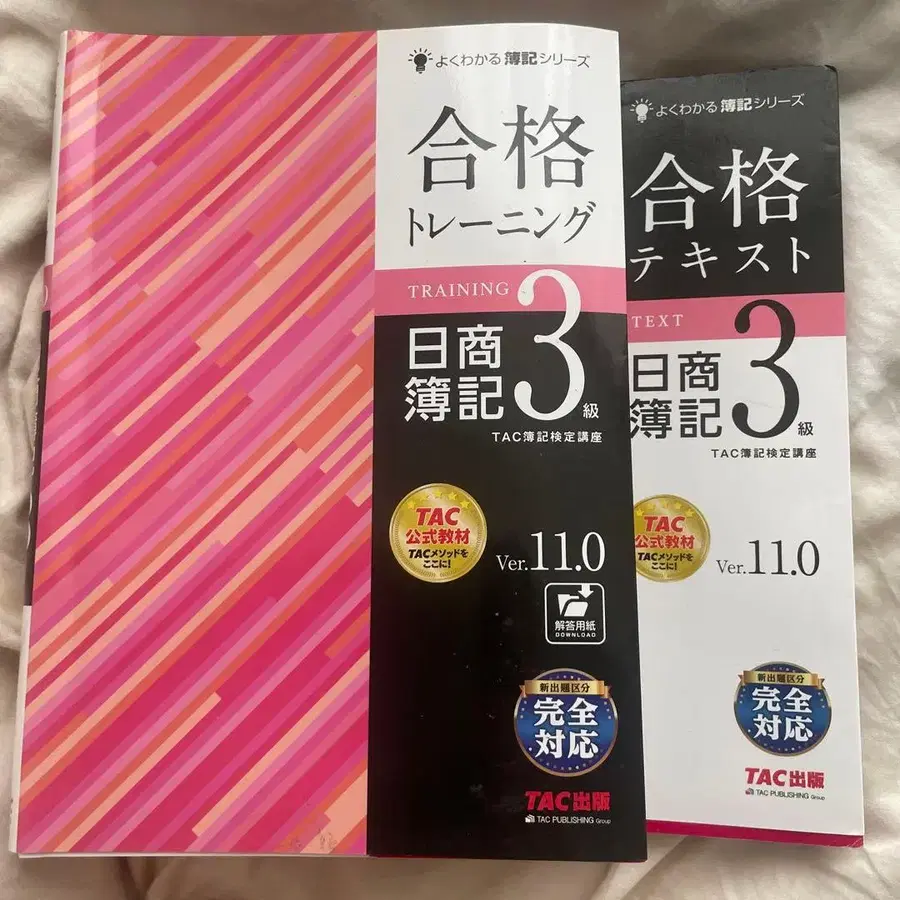 よくわかる簿記シリーズ
合格
トレーニング
TRAINING
3級
日商
簿記
TAC簿記検定講座
TAC
公式教材
TACメソッドを
ここに!
Ver.11.0
解答用紙
DOWNLOAD
新出題区分
完全
対応
TAC出版
TAC PUBLISHING Group
よくわかる簿記シリーズ
合格
テキスト
TEXT
3級
日商
簿記
TAC簿記検定講座
TAC
公式教材
TACメソッドを
ここに!
Ver.11.0
新出題区分
完全
対応
TAC出版
TAC PUBLISHING Group